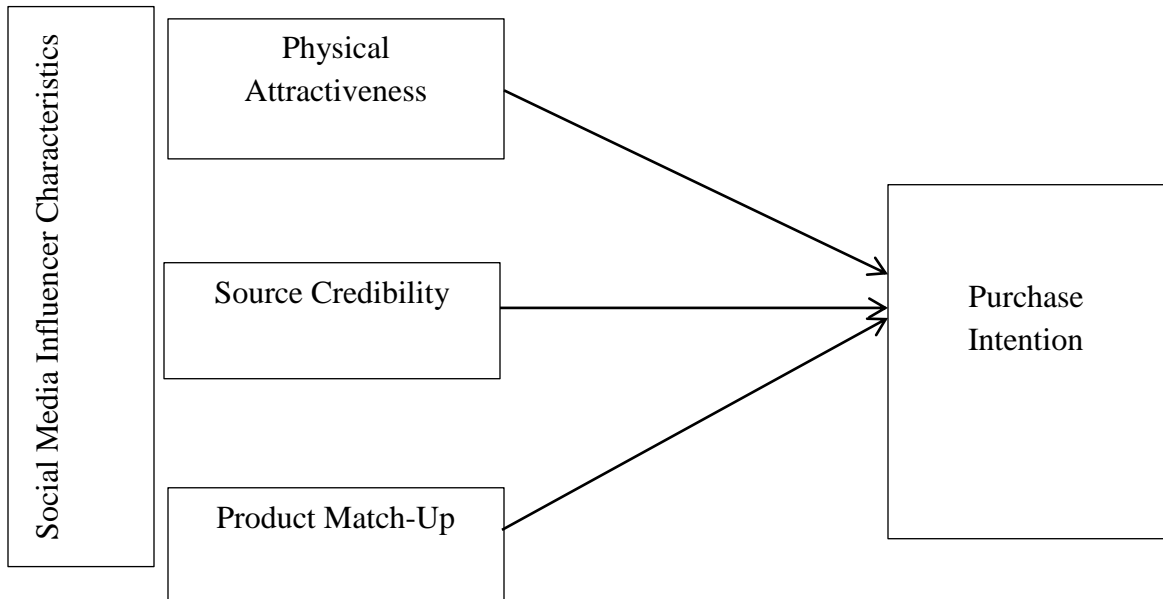 Social Media Influencer Characteristics
Physical
Attractiveness
Source Credibility
Product Match-Up
Purchase
Intention